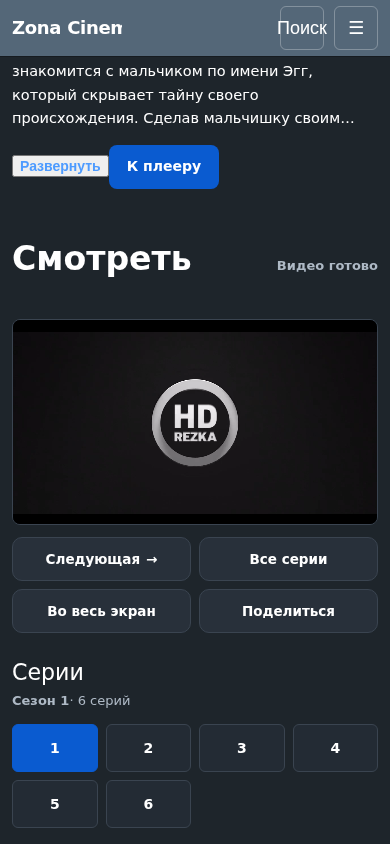 Zona Cinem
Поиск
☰
знакомится с мальчиком по имени Эгг,
который скрывает тайну своего
происхождения. Сделав мальчишку своим…
Развернуть
К плееру
Смотреть
Видео готово
HD
REZKA
Следующая →
Все серии
Во весь экран
Поделиться
Серии
Сезон 1· 6 серий
1
2
3
4
5
6